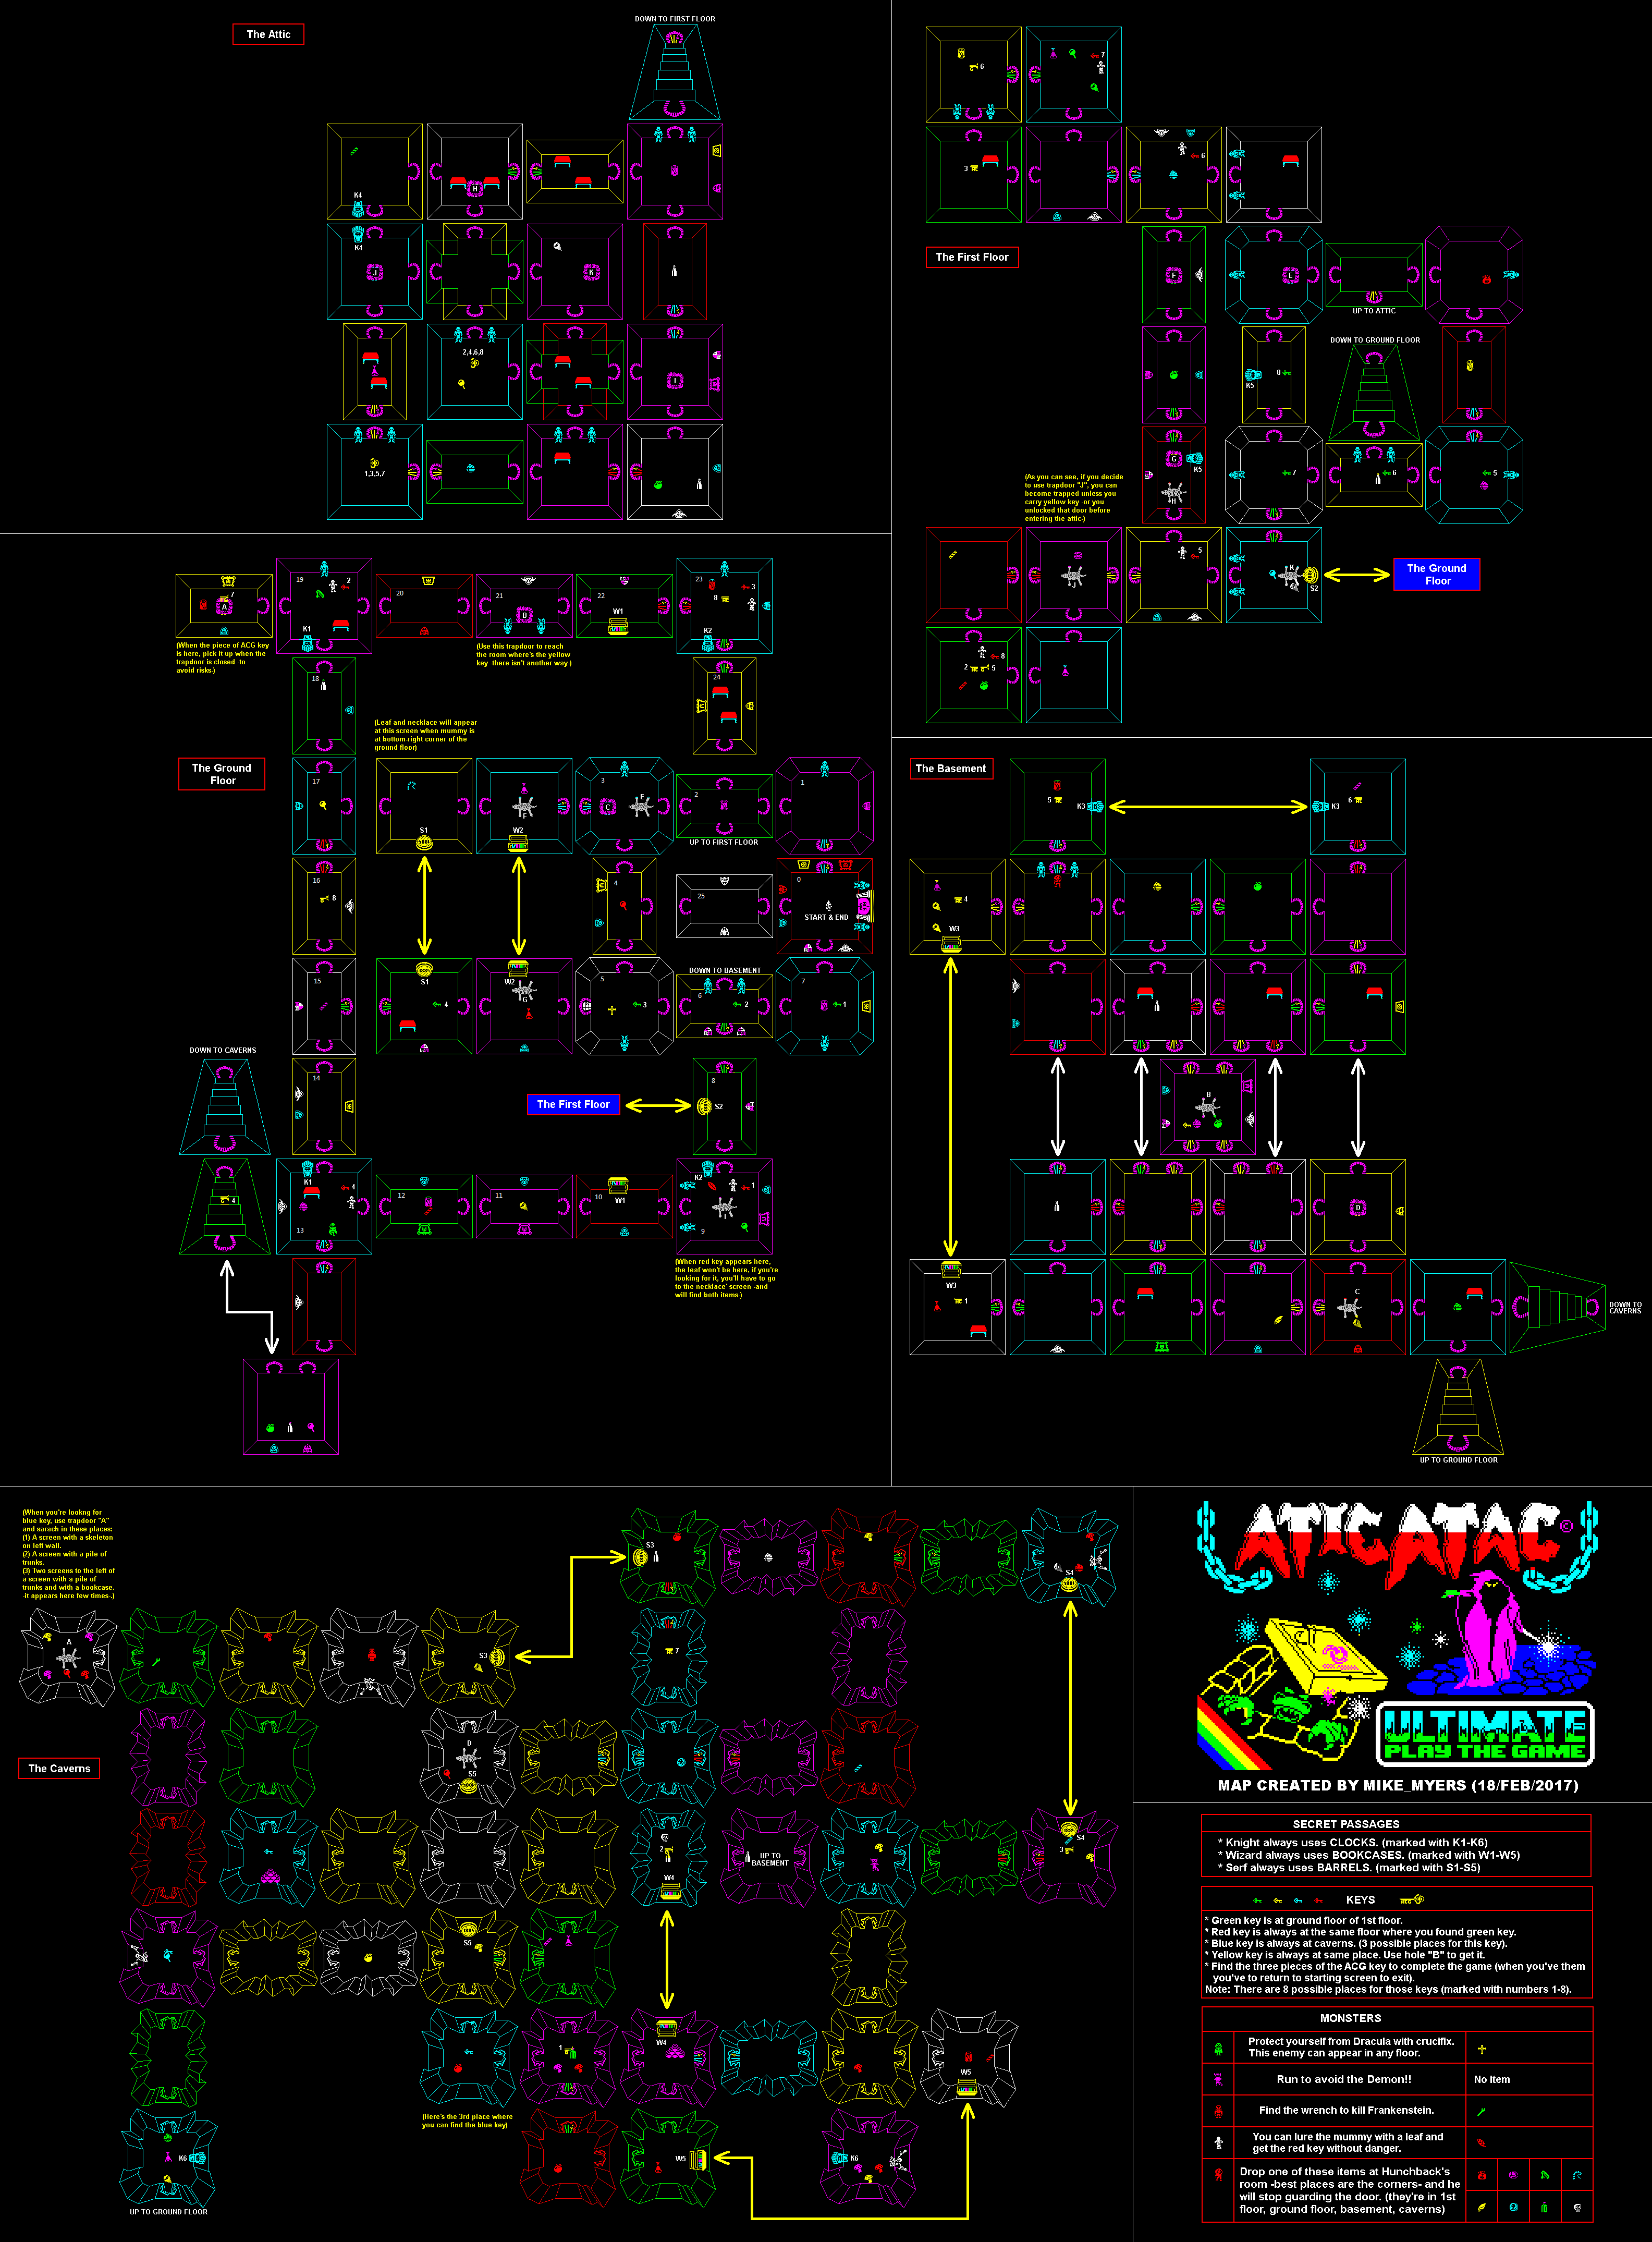 The Attic
DOWN TO FIRST FLOOR
K4
H
K4
J
K
2,4,6,8
I
1,3,5,7
6
7
3
6
The First Floor
F
E
UP TO ATTIC
DOWN TO GROUND FLOOR
K5
8
G
K5
H
7
6
5
(As you can see, if you decide
to use trapdoor "J", you can
become trapped unless you
carry yellow key -or you
unlocked that door before
entering the attic-)
J
5
K
S2
The Ground
Floor
8
2
5
7
A
(When the piece of ACG key
is here, pick it up when the
trapdoor is closed -to
avoid risks-)
19
2
K1
20
21
B
(Use this trapdoor to reach
the room where's the yellow
key -there isn't another way-)
22
W1
23
3
8
K2
18
24
(Leaf and necklace will appear
at this screen when mummy is
at bottom-right corner of the
ground floor)
The Ground
Floor
17
S1
F
W2
3
C
E
2
UP TO FIRST FLOOR
1
16
8
4
25
0
START & END
15
S1
4
W2
G
5
3
DOWN TO BASEMENT
6
2
7
1
DOWN TO CAVERNS
14
The First Floor
8
S2
4
K1
4
13
12
11
10
W1
K2
1
I
9
(When red key appears here,
the leaf won't be here, if you're
looking for it, you'll have to go
to the necklace' screen -and
will find both items-)
The Basement
5
K3
K3
6
4
W3
B
D
W3
1
C
DOWN TO
CAVERNS
UP TO GROUND FLOOR
(When you're lookng for
blue key, use trapdoor "A"
and sarach in these places:
(1) A screen with a skeleton
on left wall.
(2) A screen with a pile of
trunks.
(3) Two screens to the left of
a screen with a pile of
trunks and with a bookcase.
-it appears here few times-.)
S3
S4
A
S3
7
The Caverns
D
S5
2
W4
UP TO
BASEMENT
S4
3
S5
1
W4
W5
(Here's the 3rd place where
you can find the blue key)
K6
UP TO GROUND FLOOR
W5
K6
ATIC ATAC ©
ULTIMATE
PLAY THE GAME
MAP CREATED BY MIKE_MYERS (18/FEB/2017)
SECRET PASSAGES
* Knight always uses CLOCKS. (marked with K1-K6)
* Wizard always uses BOOKCASES. (marked with W1-W5)
* Serf always uses BARRELS. (marked with S1-S5)
KEYS
* Green key is at ground floor of 1st floor.
* Red key is always at the same floor where you found green key.
* Blue key is always at caverns. (3 possible places for this key).
* Yellow key is always at same place. Use hole "B" to get it.
* Find the three pieces of the ACG key to complete the game (when you've them
you've to return to starting screen to exit).
Note: There are 8 possible places for those keys (marked with numbers 1-8).
MONSTERS
Protect yourself from Dracula with crucifix.
This enemy can appear in any floor.
Run to avoid the Demon!!
No item
Find the wrench to kill Frankenstein.
You can lure the mummy with a leaf and
get the red key without danger.
Drop one of these items at Hunchback's
room -best places are the corners- and he
will stop guarding the door. (they're in 1st
floor, ground floor, basement, caverns)